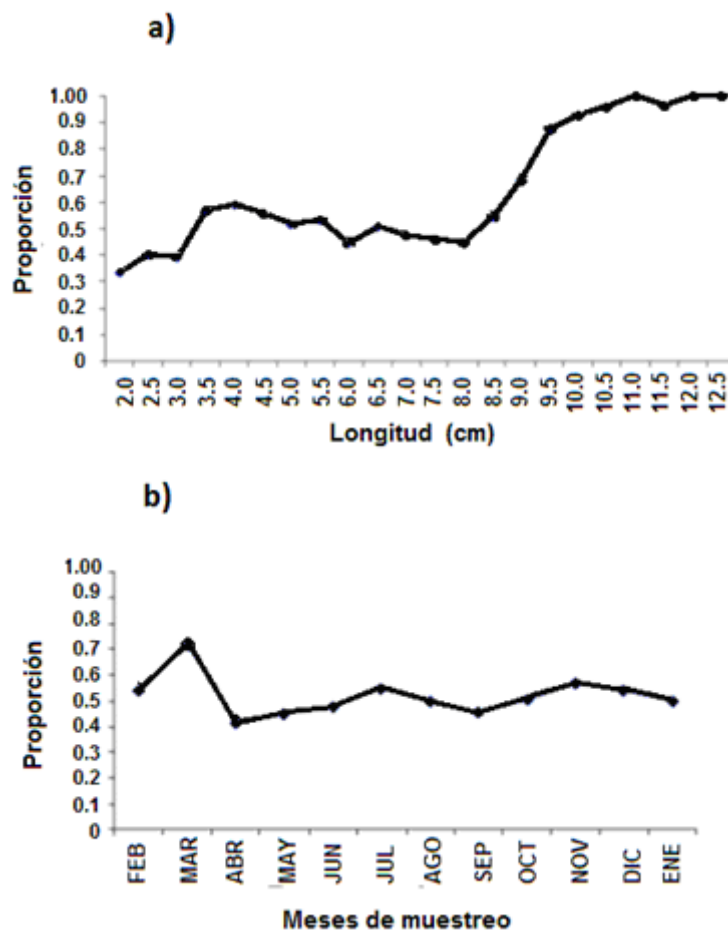 a)
Proporción
1.00
0.9
0.8
0.7
0.6
0.5
0.4
0.3
0.2
0.1
0
2.0 2.5 3.0 3.5 4.0 4.5 5.0 5.5 6.0 6.5 7.0 7.5 8.0 8.5 9.0 9.5 10.0 10.5 11.0 11.5 12.0 12.5
Longitud (cm)
b)
Proporción
1.00
0.9
0.8
0.7
0.6
0.5
0.4
0.3
0.2
0.1
0
FEB MAR ABR MAY JUN JUL AGO SEP OCT NOV DIC ENE
Meses de muestreo